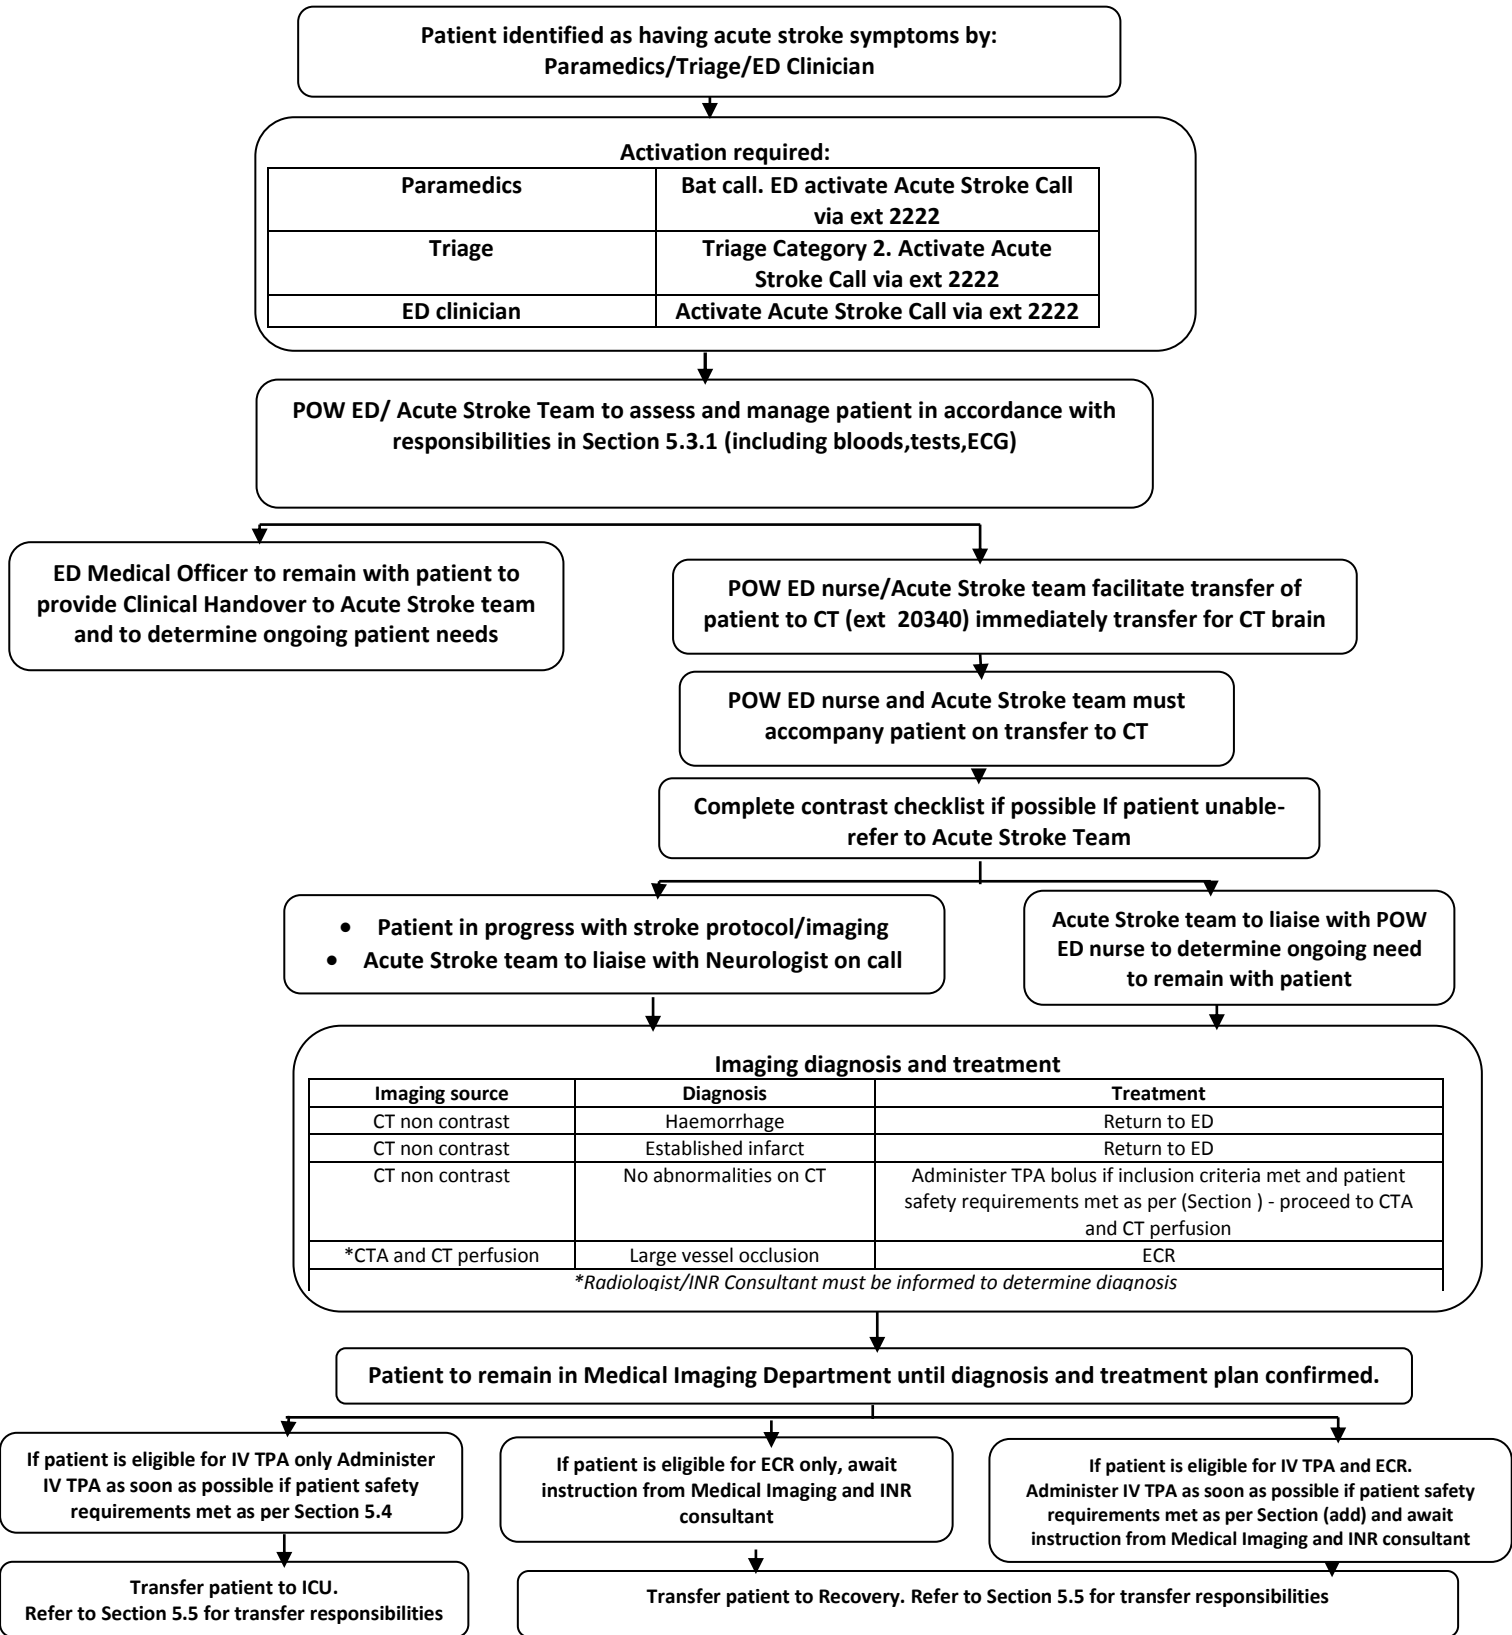 Patient identified as having acute stroke symptoms by:
Paramedics/Triage/ED Clinician
Activation required:
Paramedics
Bat call. ED activate Acute Stroke Call
via ext 2222
Triage
Triage Category 2. Activate Acute
Stroke Call via ext 2222
ED clinician
Activate Acute Stroke Call via ext 2222
POW ED/ Acute Stroke Team to assess and manage patient in accordance with
responsibilities in Section 5.3.1 (including bloods,tests,ECG)
ED Medical Officer to remain with patient to
provide Clinical Handover to Acute Stroke team
and to determine ongoing patient needs
POW ED nurse/Acute Stroke team facilitate transfer of
patient to CT (ext 20340) immediately transfer for CT brain
POW ED nurse and Acute Stroke team must
accompany patient on transfer to CT
Complete contrast checklist if possible If patient unable-
refer to Acute Stroke Team
• Patient in progress with stroke protocol/imaging
• Acute Stroke team to liaise with Neurologist on call
Acute Stroke team to liaise with POW
ED nurse to determine ongoing need
to remain with patient
Imaging diagnosis and treatment
Imaging source Diagnosis Treatment
CT non contrast Haemorrhage Return to ED
CT non contrast Established infarct Return to ED
CT non contrast No abnormalities on CT Administer TPA bolus if inclusion criteria met and patient
safety requirements met as per (Section ) - proceed to CTA
and CT perfusion
*CTA and CT perfusion Large vessel occlusion ECR
*Radiologist/INR Consultant must be informed to determine diagnosis
Patient to remain in Medical Imaging Department until diagnosis and treatment plan confirmed.
If patient is eligible for IV TPA only Administer
IV TPA as soon as possible if patient safety
requirements met as per Section 5.4
If patient is eligible for ECR only, await
instruction from Medical Imaging and INR
consultant
If patient is eligible for IV TPA and ECR.
Administer IV TPA as soon as possible if patient safety
requirements met as per Section (add) and await
instruction from Medical Imaging and INR consultant
Transfer patient to ICU.
Refer to Section 5.5 for transfer responsibilities
Transfer patient to Recovery. Refer to Section 5.5 for transfer responsibilities